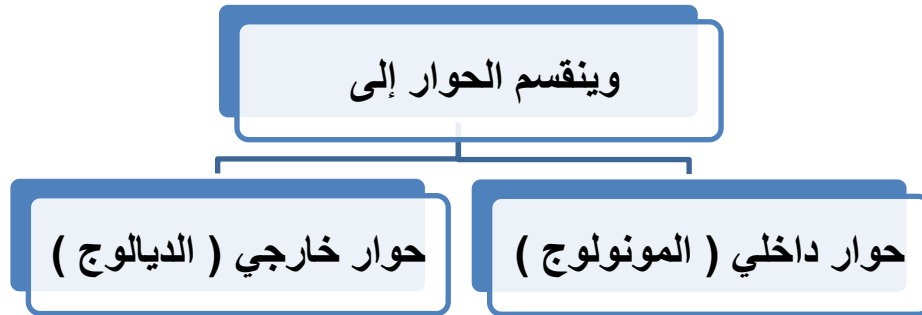 وينقسم الحوار إلى
حوار داخلي ( المونولوج )
حوار خارجي ( الديالوج )